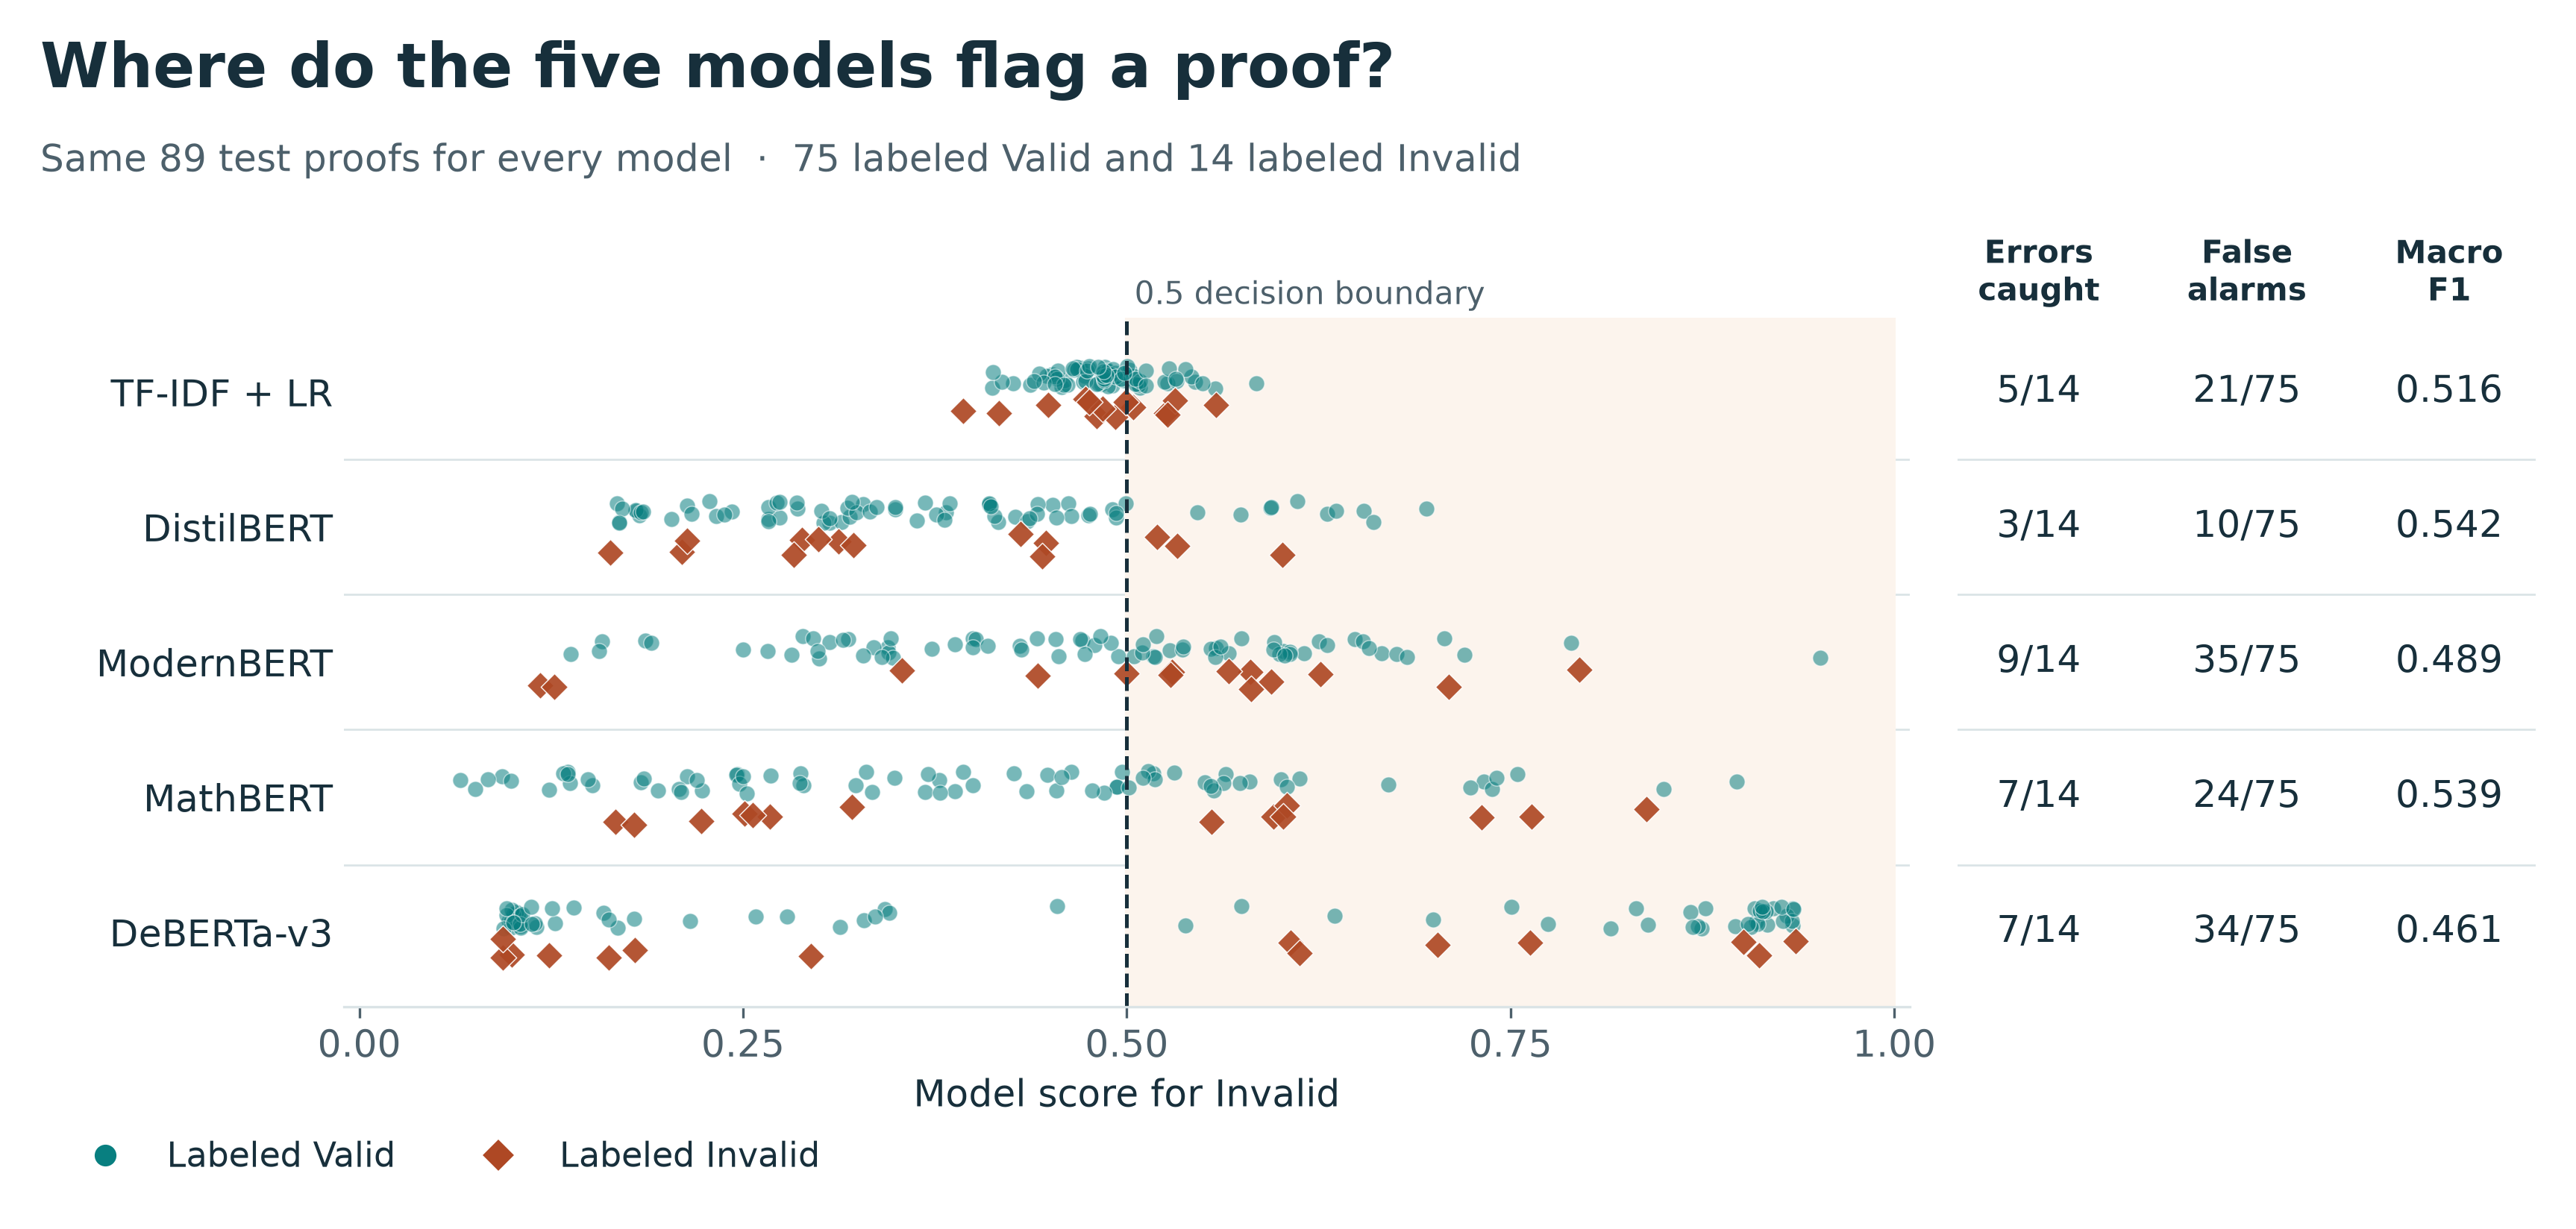 Where do the five models flag a proof?
Same 89 test proofs for every model · 75 labeled Valid and 14 labeled Invalid
Errors caught
False alarms
Macro F1
0.5 decision boundary
TF-IDF + LR 5/14 21/75 0.516
DistilBERT 3/14 10/75 0.542
ModernBERT 9/14 35/75 0.489
MathBERT 7/14 24/75 0.539
DeBERTa-v3 7/14 34/75 0.461
0.00 0.25 0.50 0.75 1.00
Model score for Invalid
Labeled Valid Labeled Invalid